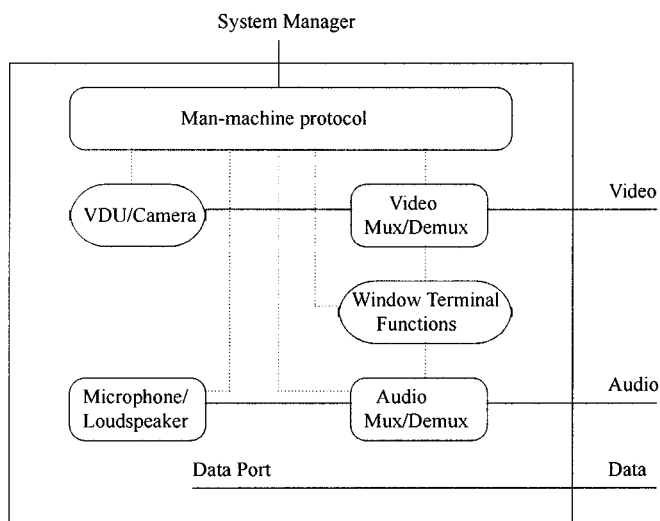 System Manager
Man-machine protocol
VDU/Camera
Video
Mux/Demux
Video
Window Terminal
Functions
Microphone/
Loudspeaker
Audio
Mux/Demux
Audio
Data Port
Data